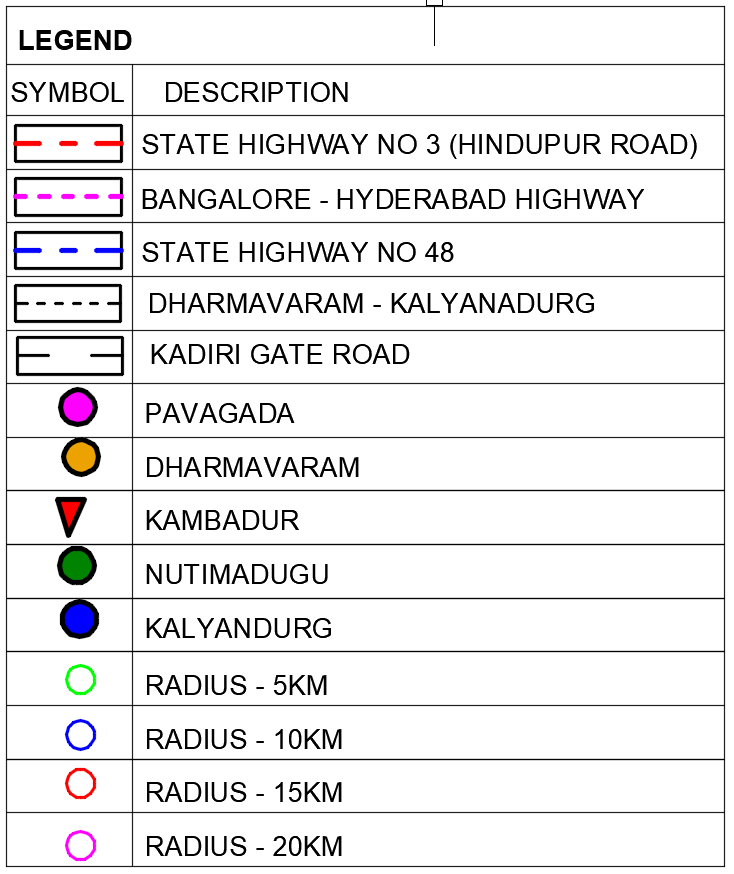 LEGEND
SYMBOL DESCRIPTION
STATE HIGHWAY NO 3 (HINDUPUR ROAD)
BANGALORE - HYDERABAD HIGHWAY
STATE HIGHWAY NO 48
DHARMAVARAM - KALYANADURG
KADIRI GATE ROAD
PAVAGADA
DHARMAVARAM
KAMBADUR
NUTIMADUGU
KALYANDURG
RADIUS - 5KM
RADIUS - 10KM
RADIUS - 15KM
RADIUS - 20KM